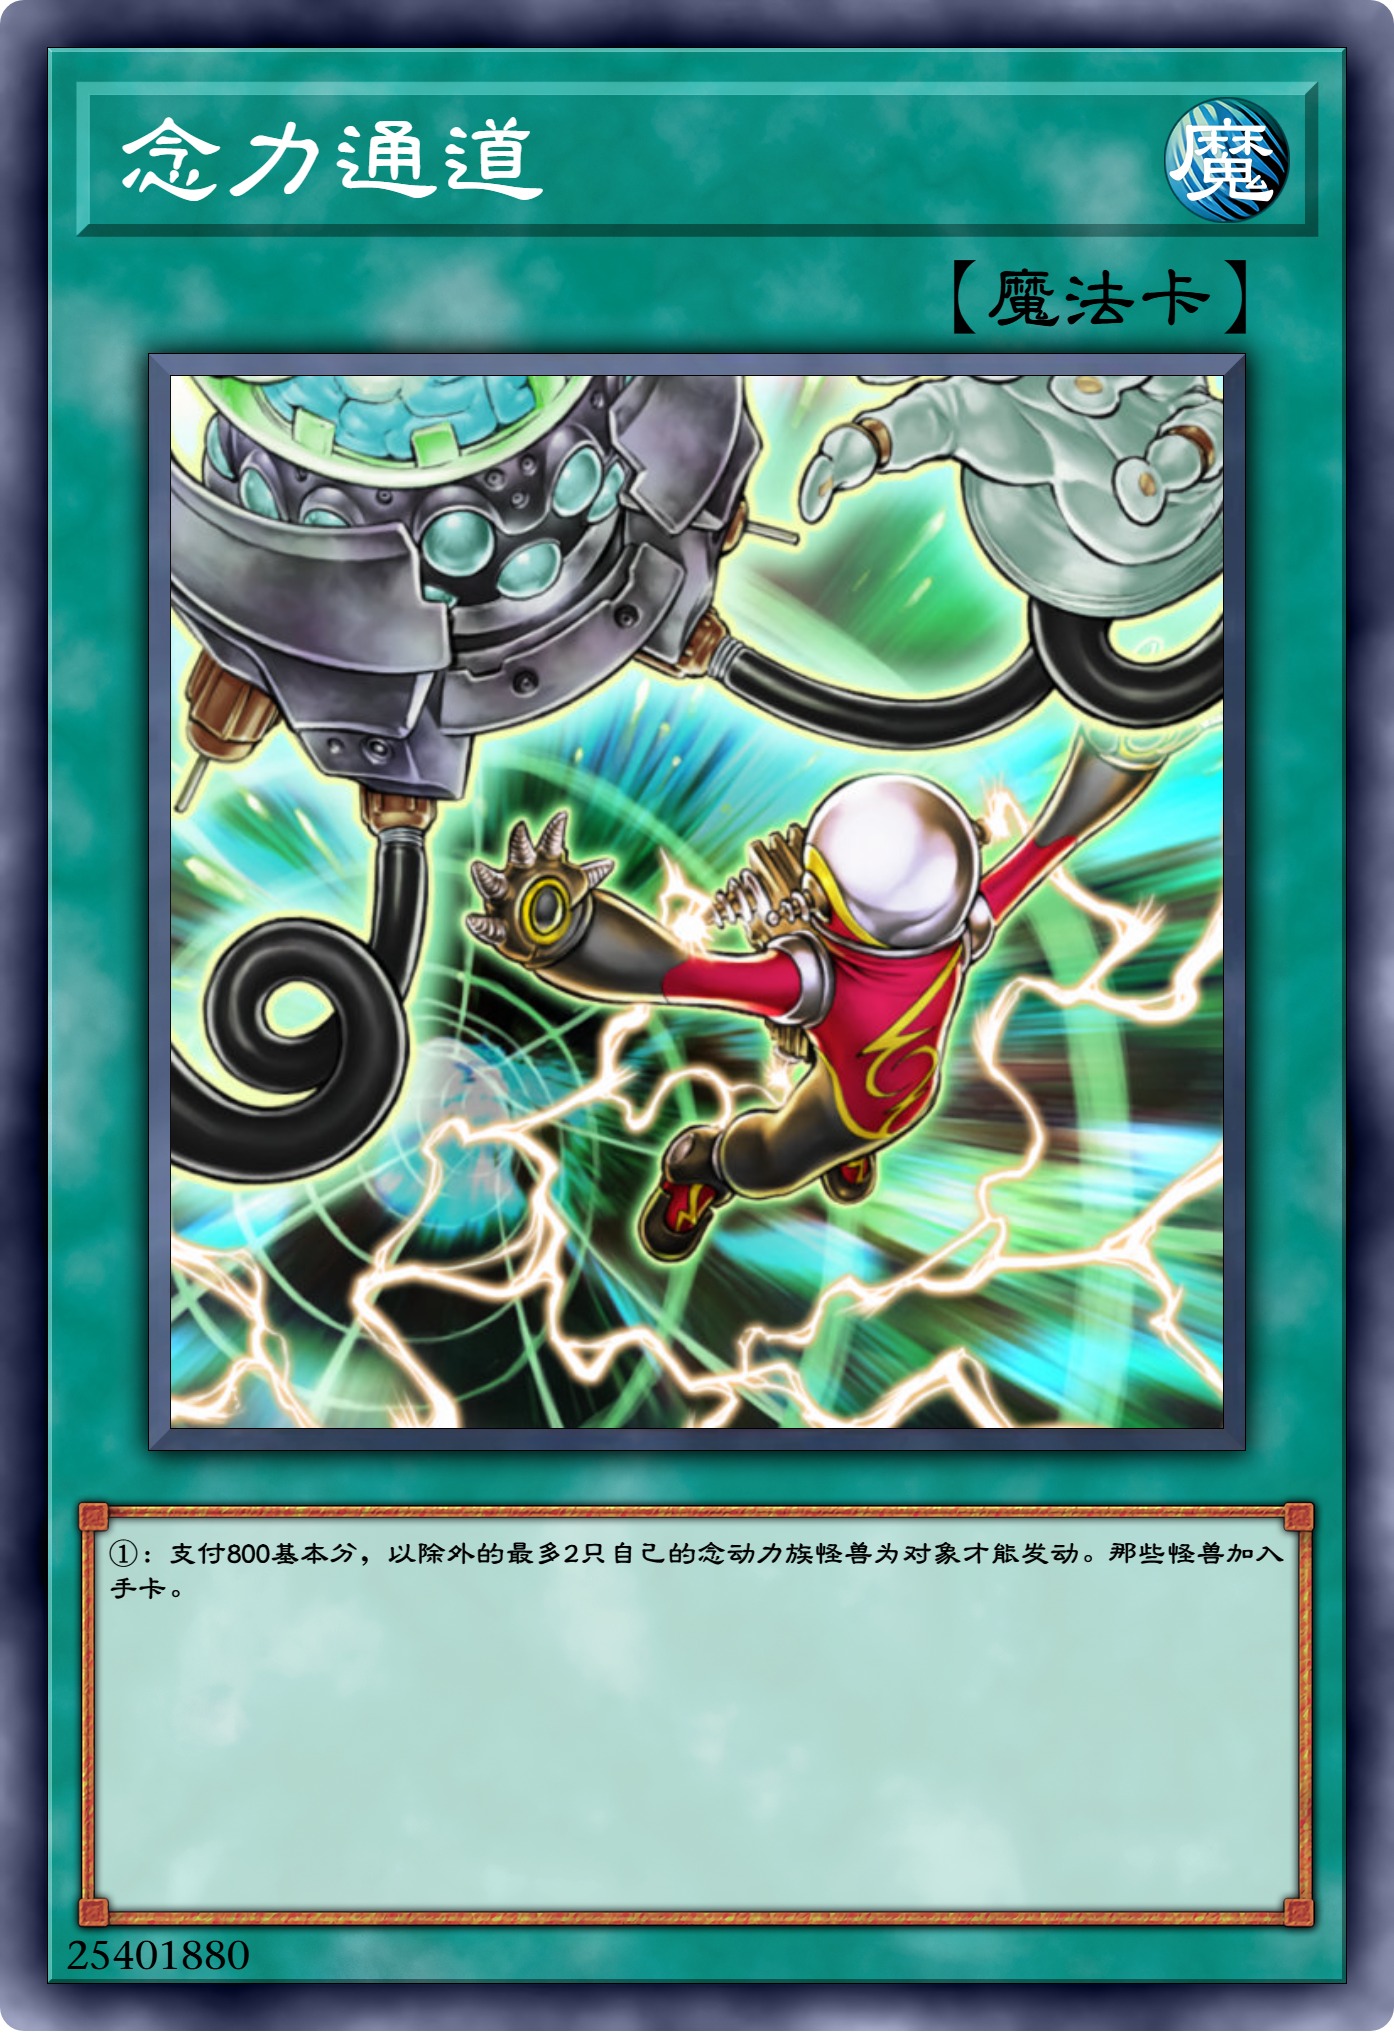 念力通道
魔
【魔法卡】
①：支付800基本分，以除外的最多2只自己的念动力族怪兽为对象才能发动。那些怪兽加入
手卡。
25401880